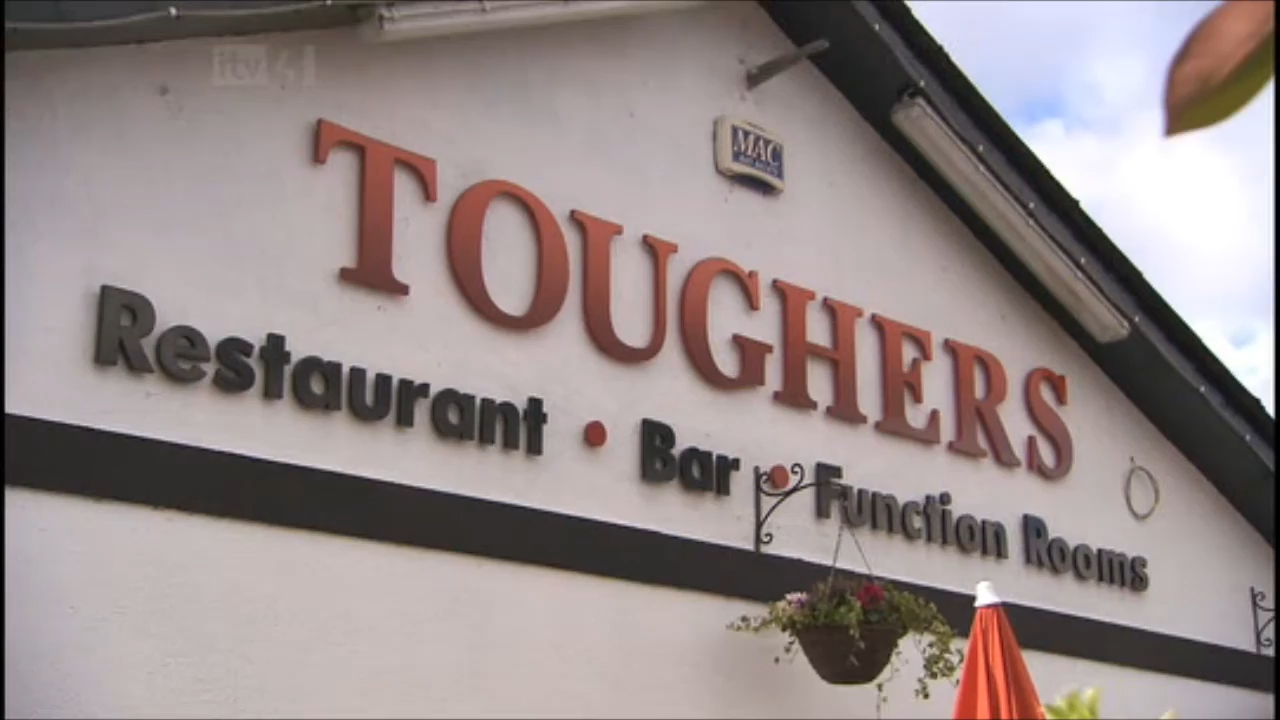 itv4
MAC
TOUGHERS
Restaurant • Bar • Function Rooms